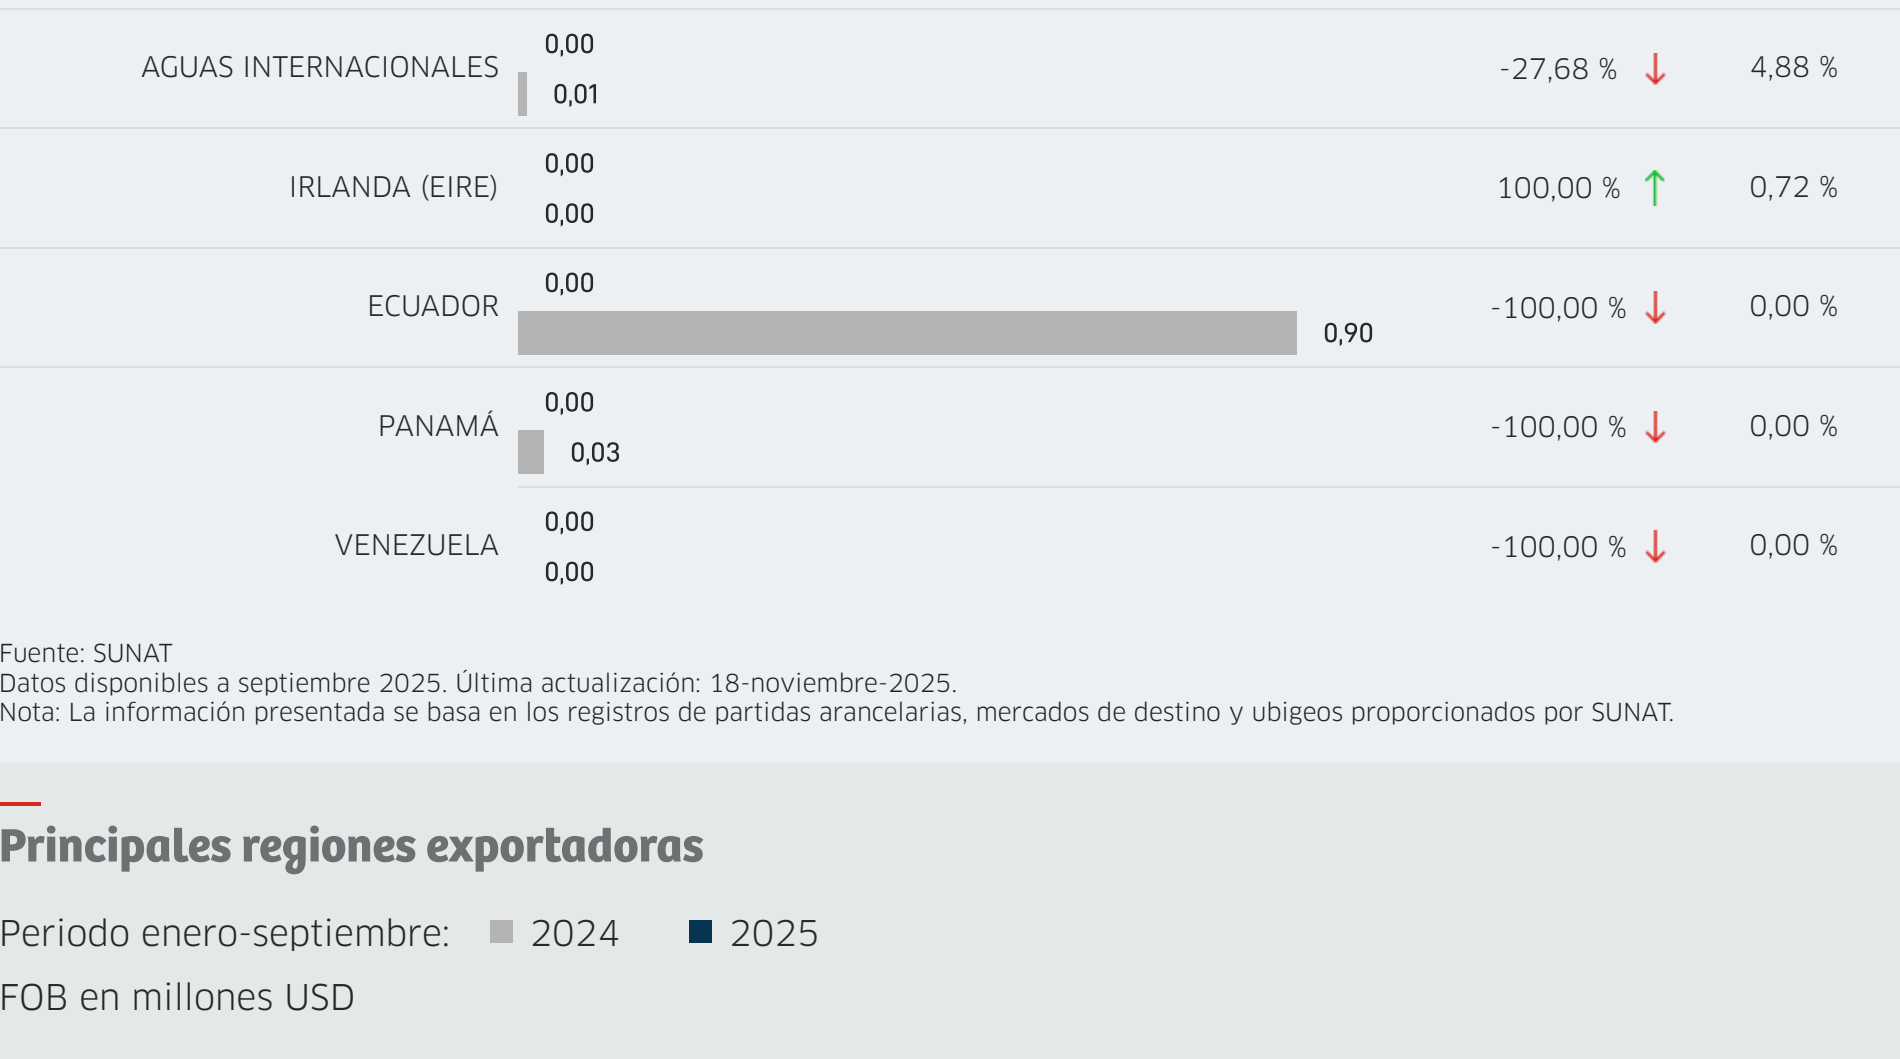 0,00
AGUAS INTERNACIONALES
0,01
-27,68 %
4,88 %
0,00
IRLANDA (EIRE)
0,00
100,00 %
0,72 %
0,00
ECUADOR
0,90
-100,00 %
0,00 %
0,00
PANAMÁ
0,03
-100,00 %
0,00 %
0,00
VENEZUELA
0,00
-100,00 %
0,00 %
Fuente: SUNAT
Datos disponibles a septiembre 2025. Última actualización: 18-noviembre-2025.
Nota: La información presentada se basa en los registros de partidas arancelarias, mercados de destino y ubigeos proporcionados por SUNAT.
Principales regiones exportadoras
Periodo enero-septiembre: 2024 2025
FOB en millones USD